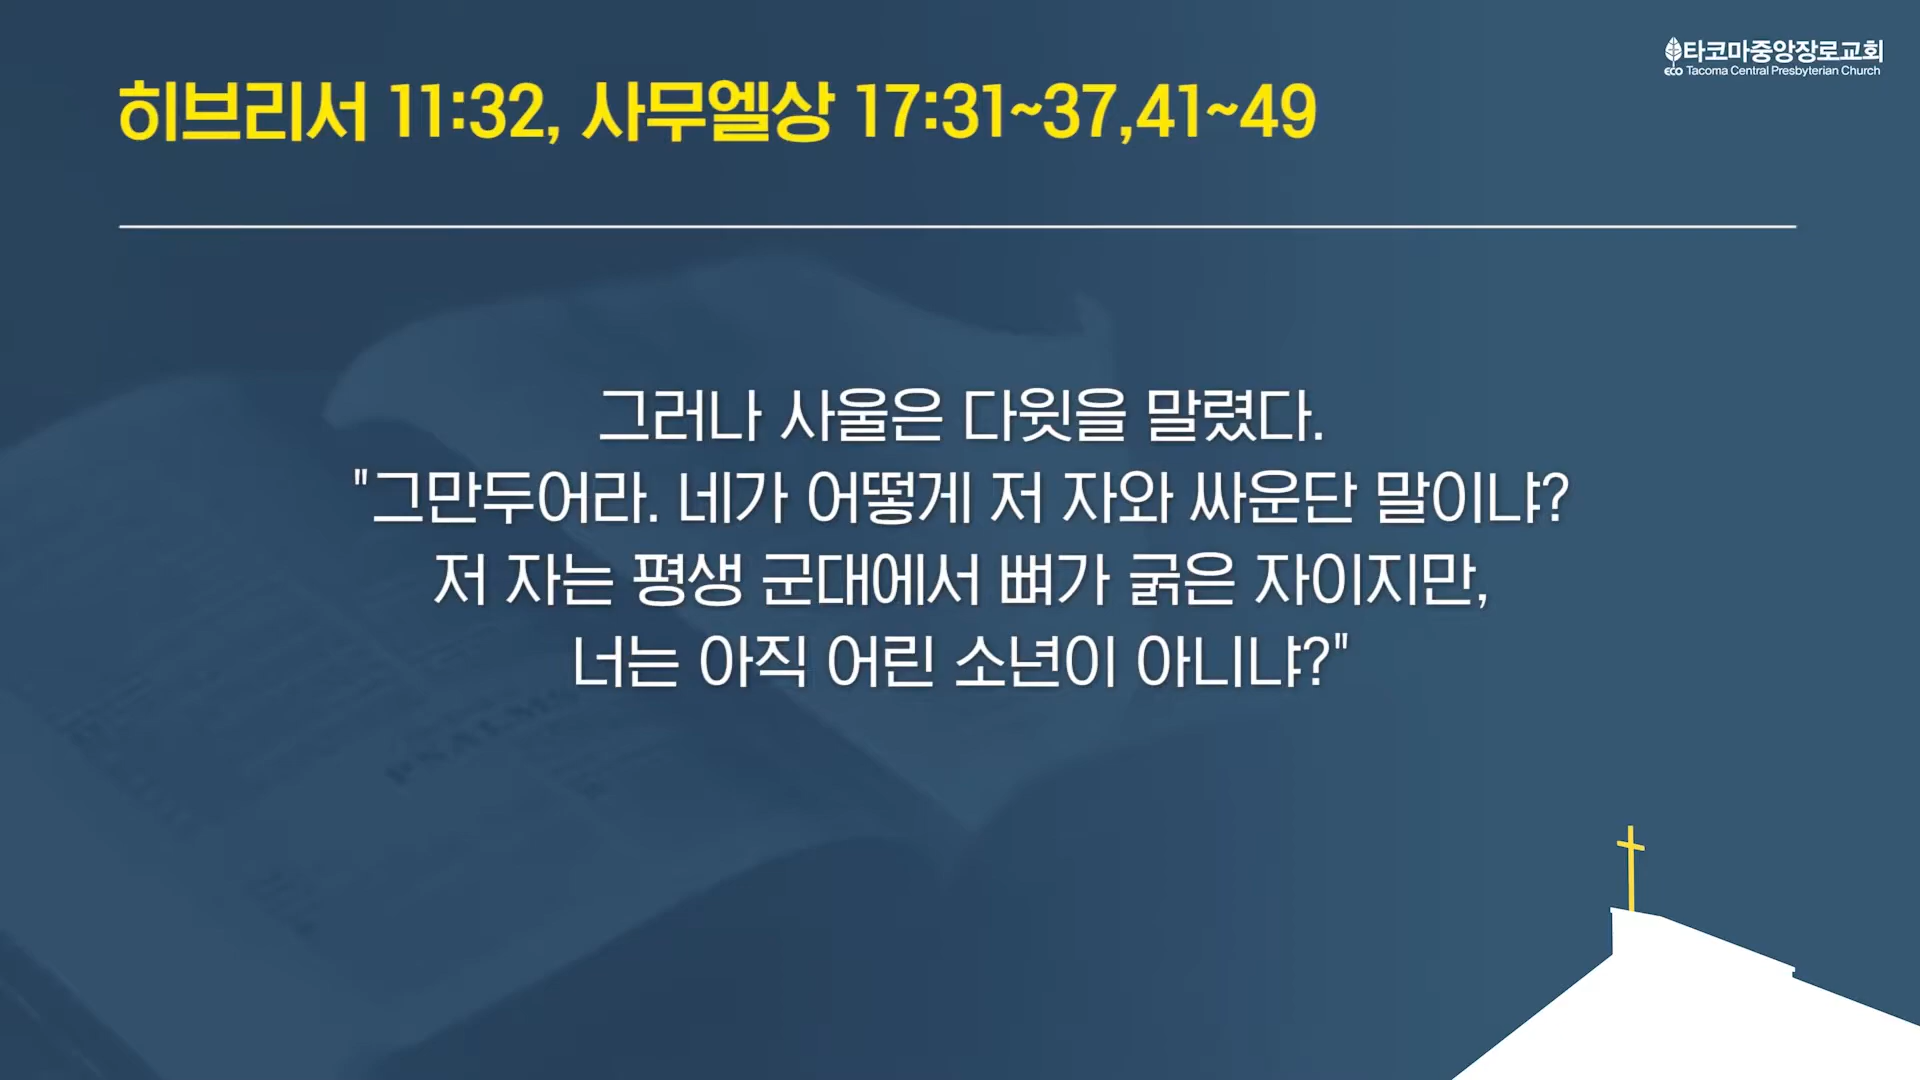 타코마중앙장로교회
ECO Tacoma Central Presbyterian Church
히브리서 11:32, 사무엘상 17:31~37,41~49
그러나 사울은 다윗을 말렸다.
"그만두어라. 네가 어떻게 저 자와 싸운단 말이냐?
저 자는 평생 군대에서 뼈가 굵은 자이지만,
너는 아직 어린 소년이 아니냐?"
PSALMS